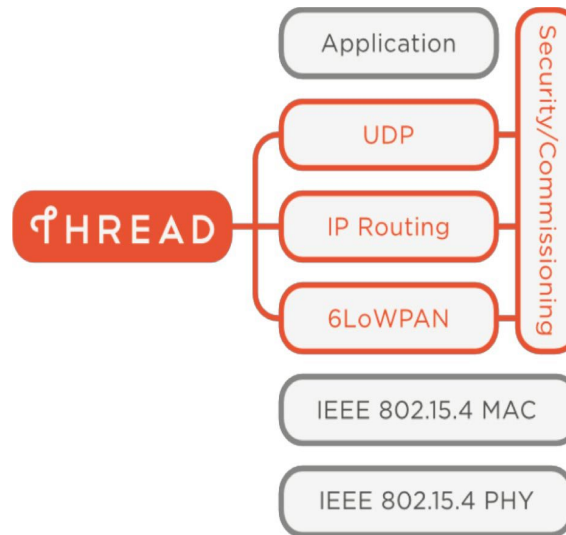 Application
Security/Commissioning
UDP
THREAD
IP Routing
6LoWPAN
IEEE 802.15.4 MAC
IEEE 802.15.4 PHY